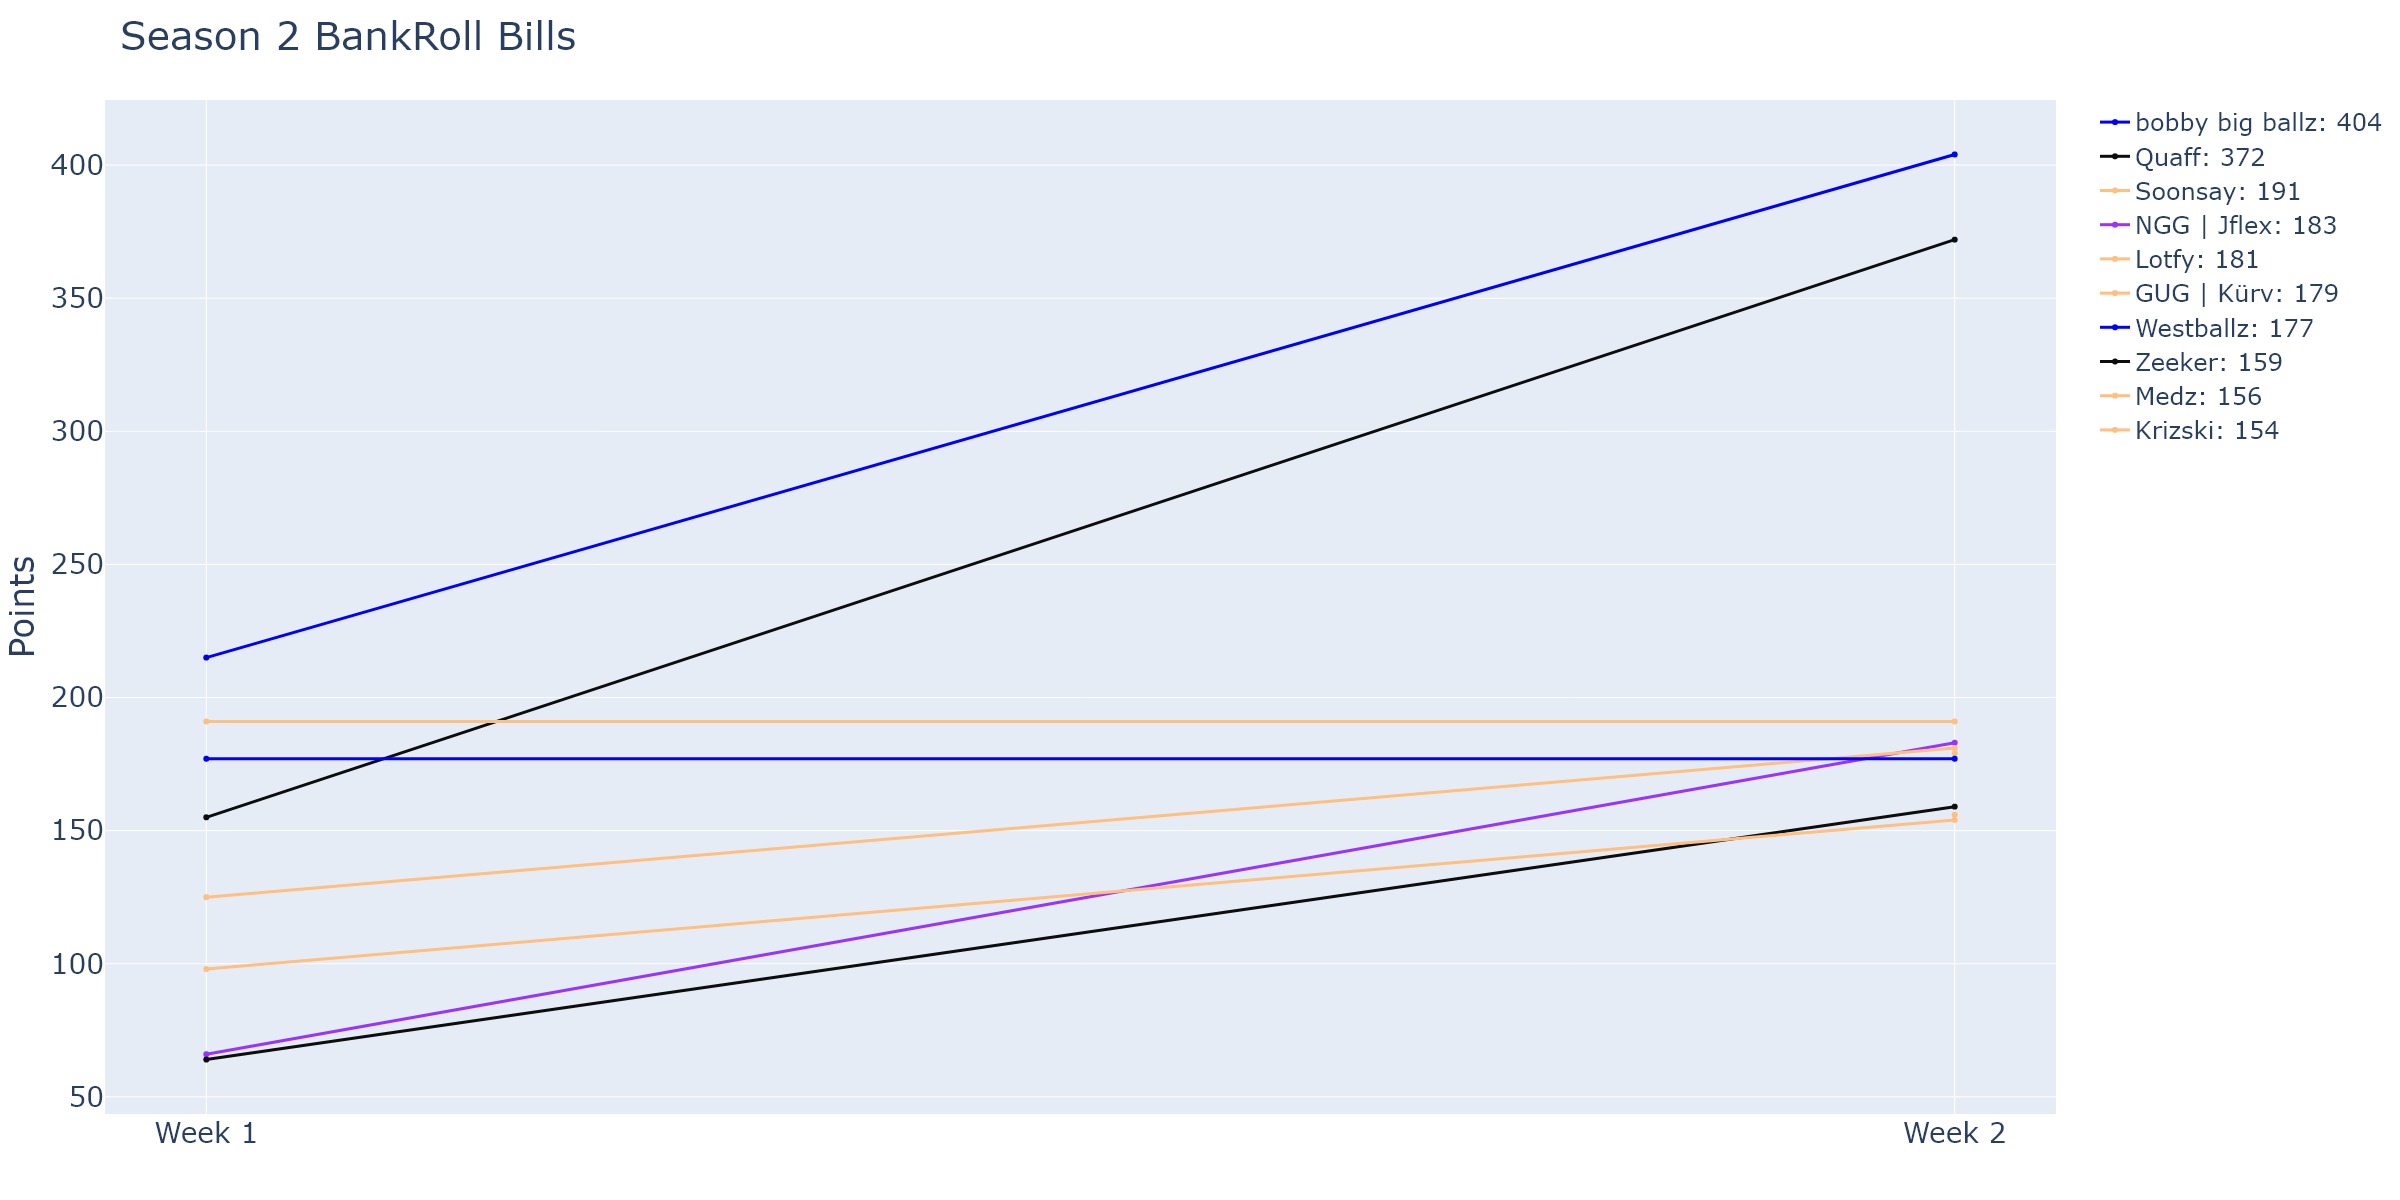 Season 2 BankRoll Bills
Points
400
350
300
250
200
150
100
50
Week 1
Week 2
bobby big ballz: 404
Quaff: 372
Soonsay: 191
NGG | Jflex: 183
Lotfy: 181
GUG | Kürv: 179
Westballz: 177
Zeeker: 159
Medz: 156
Krizski: 154